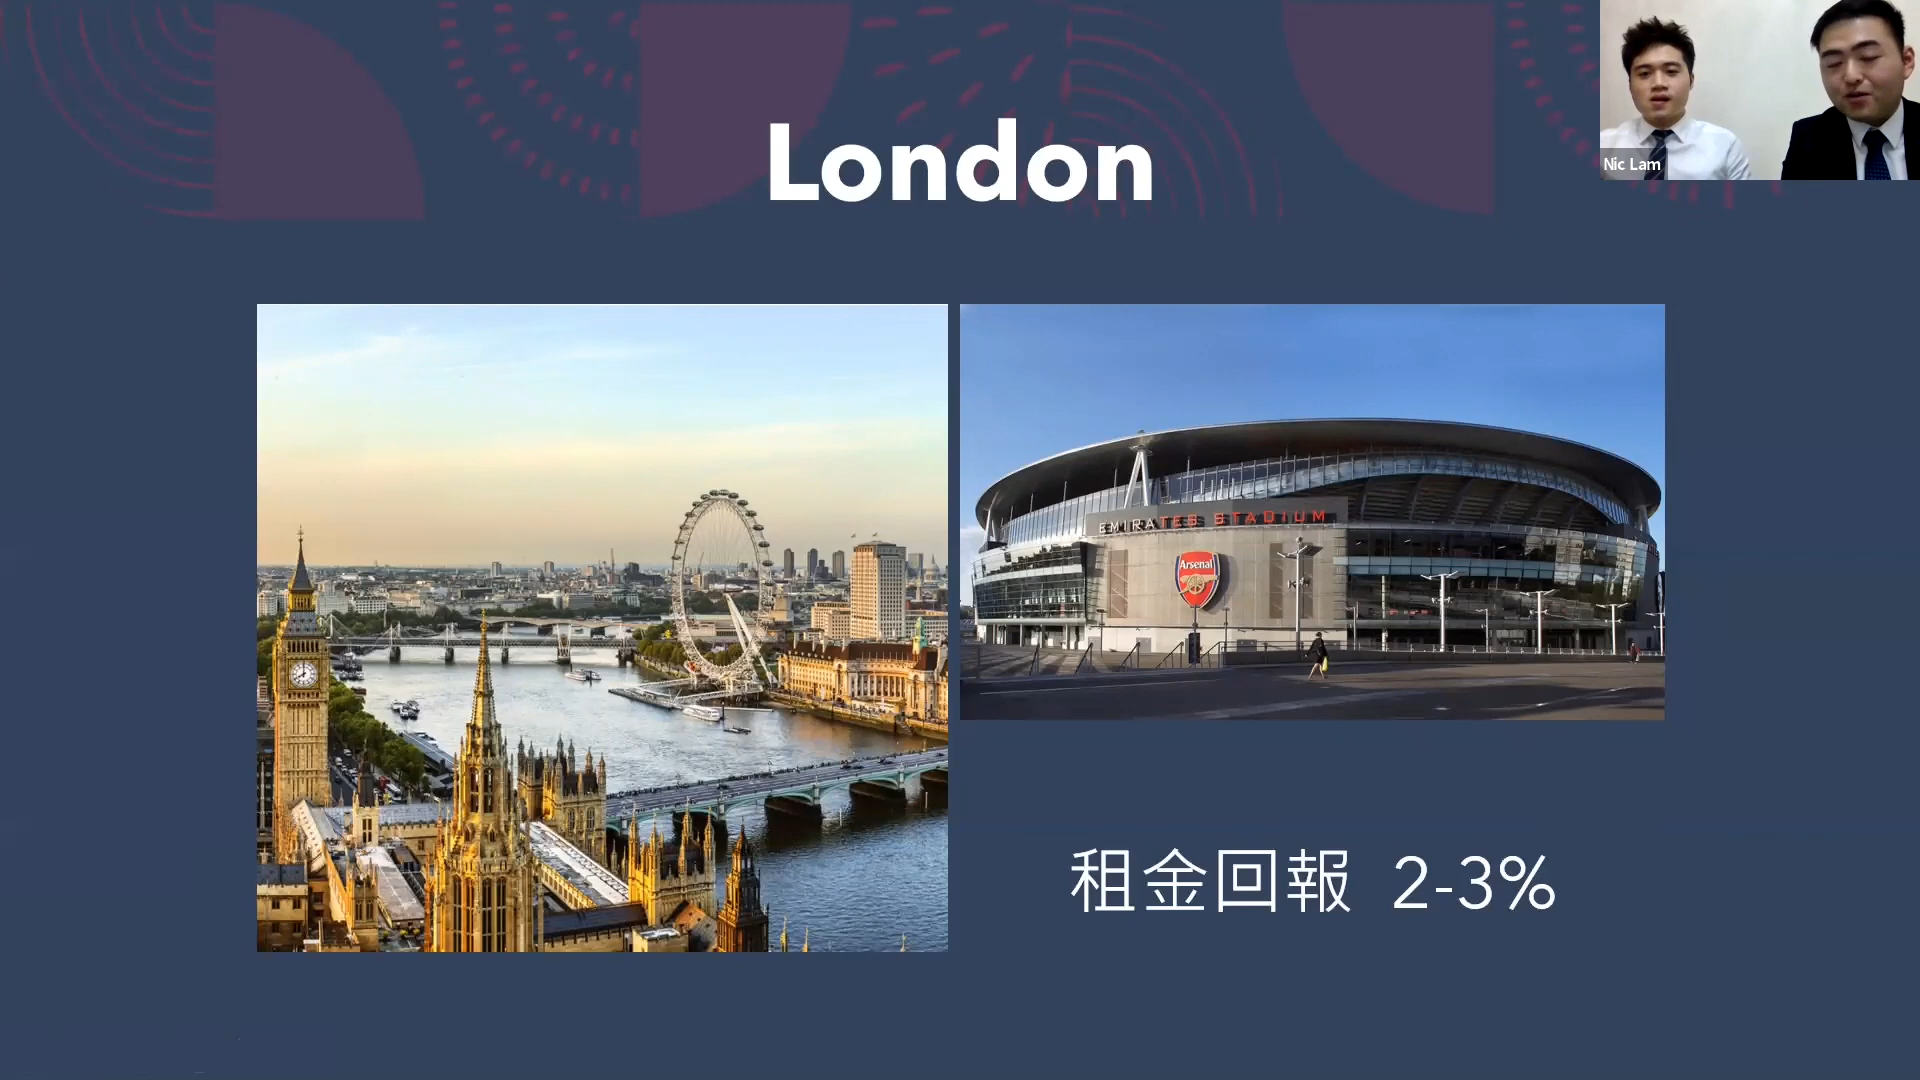 London
Nic Lam
EMIRATES STADIUM
Arsenal
租金回報 2-3%